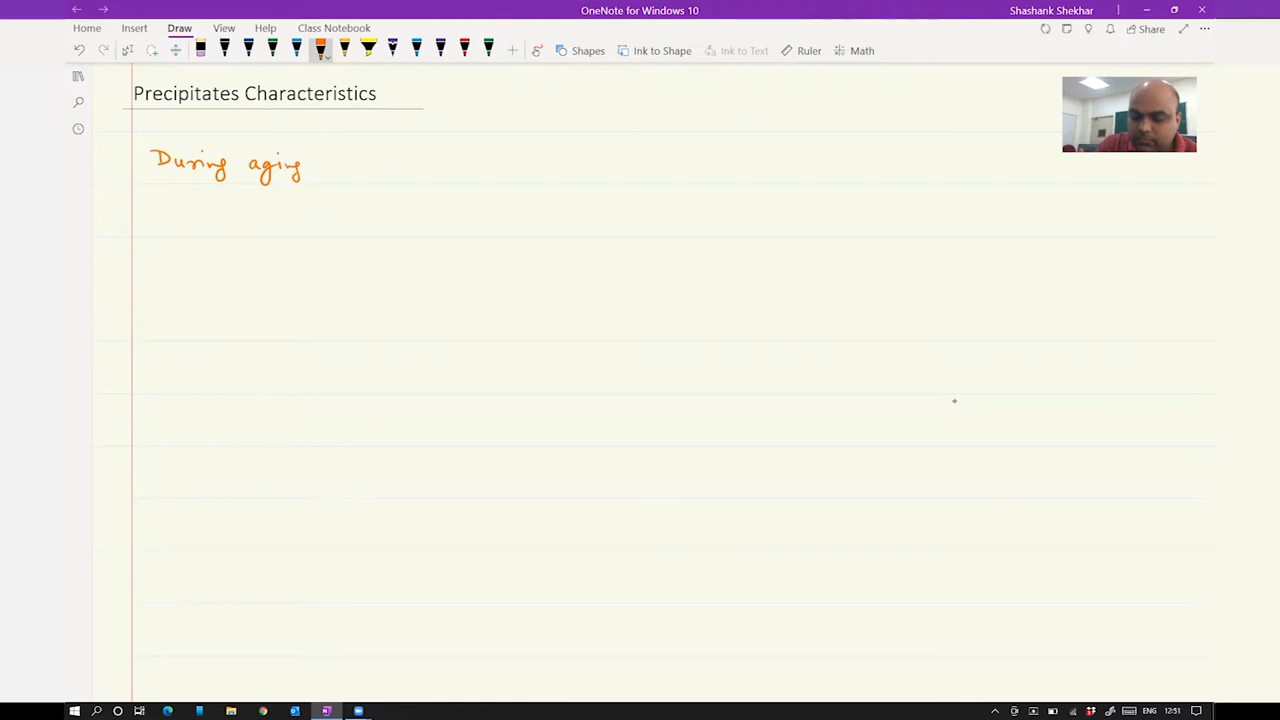 OneNote for Windows 10
Shashank Shekhar
Home Insert Draw View Help Class Notebook
Share
Shapes Ink to Shape Ink to Text Ruler Math
Precipitates Characteristics
During aging
ENG 12:51